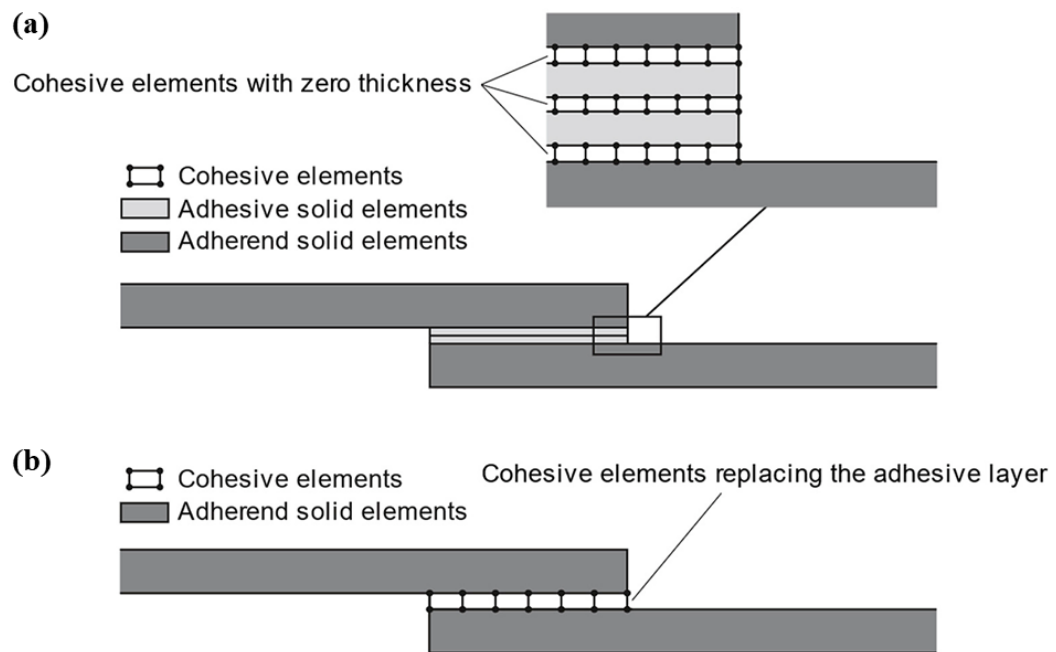 (a)
Cohesive elements with zero thickness
Cohesive elements
Adhesive solid elements
Adherend solid elements
(b)
Cohesive elements
Adherend solid elements
Cohesive elements replacing the adhesive layer